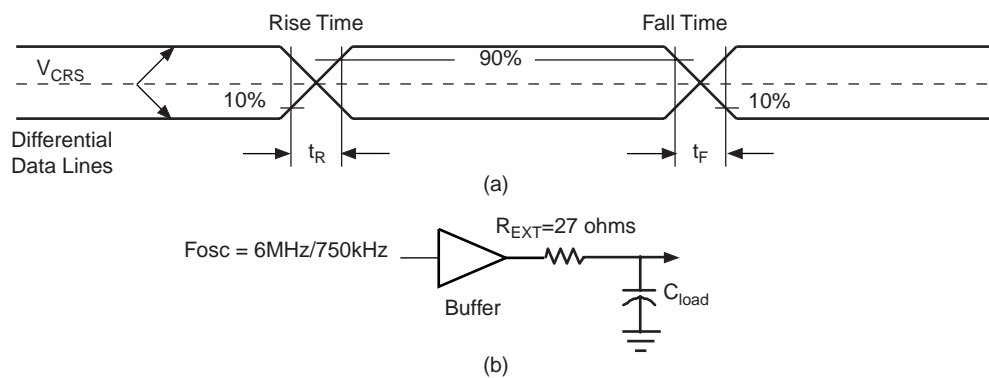 Rise Time
Fall Time
V_CRS
90%
10%
10%
Differential
Data Lines
t_R
t_F
(a)
R_EXT=27 ohms
Fosc = 6MHz/750kHz
Buffer
C_load
(b)